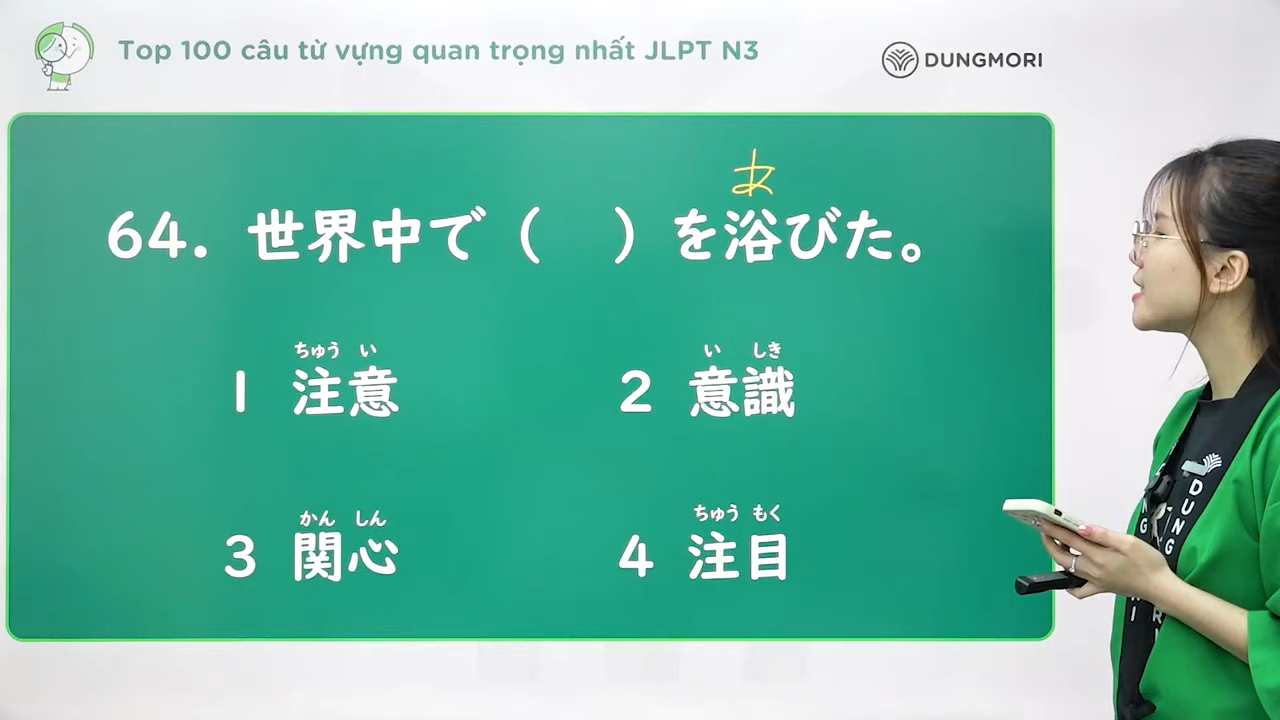 Top 100 câu từ vựng quan trọng nhất JLPT N3
DUNGMORI
あ
64. 世界中で（　）を浴びた。
ちゅう い
1 注意
い しき
2 意識
かん しん
3 関心
ちゅう もく
4 注目